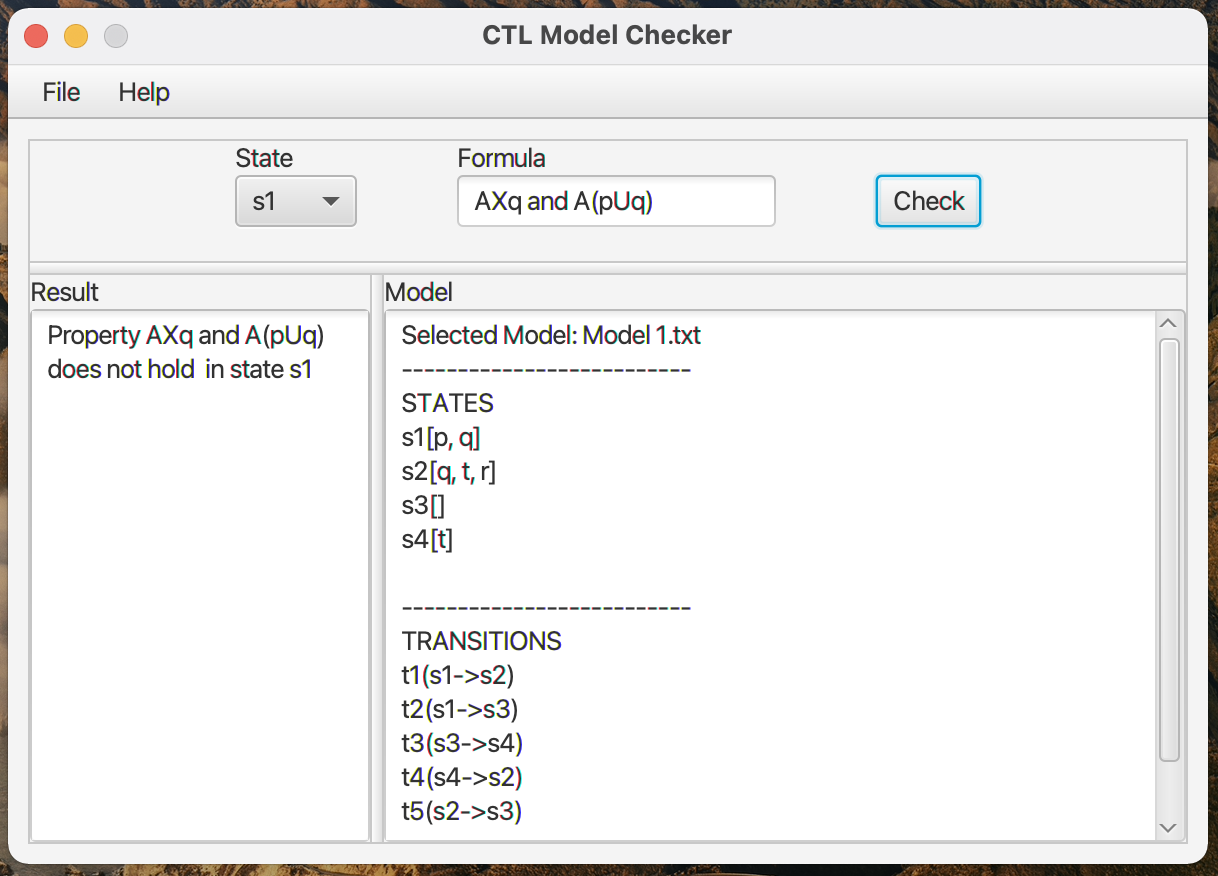 CTL Model Checker
File Help
State Formula
s1 AXq and A(pUq) Check
Result
Property AXq and A(pUq)
does not hold  in state s1
Model
Selected Model: Model 1.txt
--------------------------
STATES
s1[p, q]
s2[q, t, r]
s3[]
s4[t]
--------------------------
TRANSITIONS
t1(s1->s2)
t2(s1->s3)
t3(s3->s4)
t4(s4->s2)
t5(s2->s3)